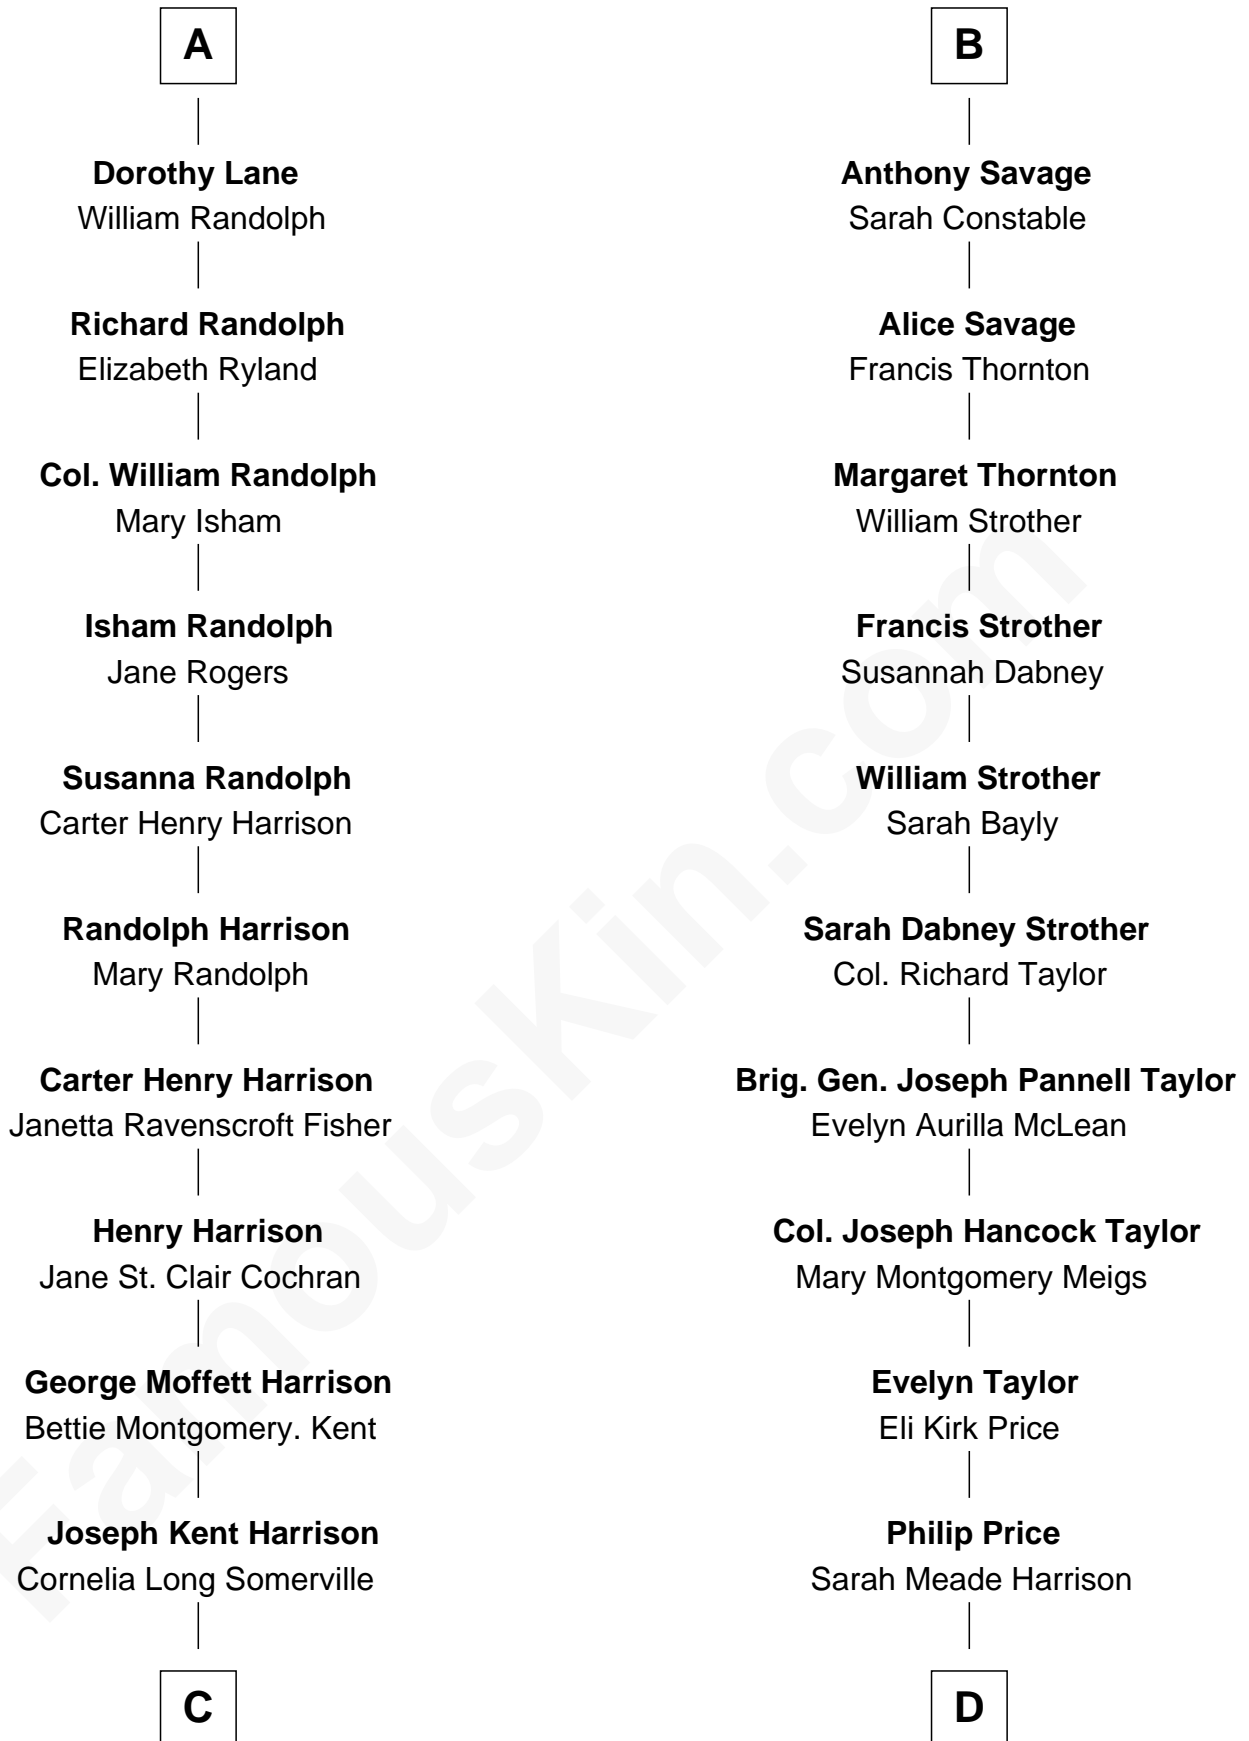 A
Dorothy Lane
William Randolph
Richard Randolph
Elizabeth Ryland
Col. William Randolph
Mary Isham
Isham Randolph
Jane Rogers
Susanna Randolph
Carter Henry Harrison
Randolph Harrison
Mary Randolph
Carter Henry Harrison
Janetta Ravenscroft Fisher
Henry Harrison
Jane St. Clair Cochran
George Moffett Harrison
Bettie Montgomery. Kent
Joseph Kent Harrison
Cornelia Long Somerville
C
B
Anthony Savage
Sarah Constable
Alice Savage
Francis Thornton
Margaret Thornton
William Strother
Francis Strother
Susannah Dabney
William Strother
Sarah Bayly
Sarah Dabney Strother
Col. Richard Taylor
Brig. Gen. Joseph Pannell Taylor
Evelyn Aurilla McLean
Col. Joseph Hancock Taylor
Mary Montgomery Meigs
Evelyn Taylor
Eli Kirk Price
Philip Price
Sarah Meade Harrison
D
FamousKin.com